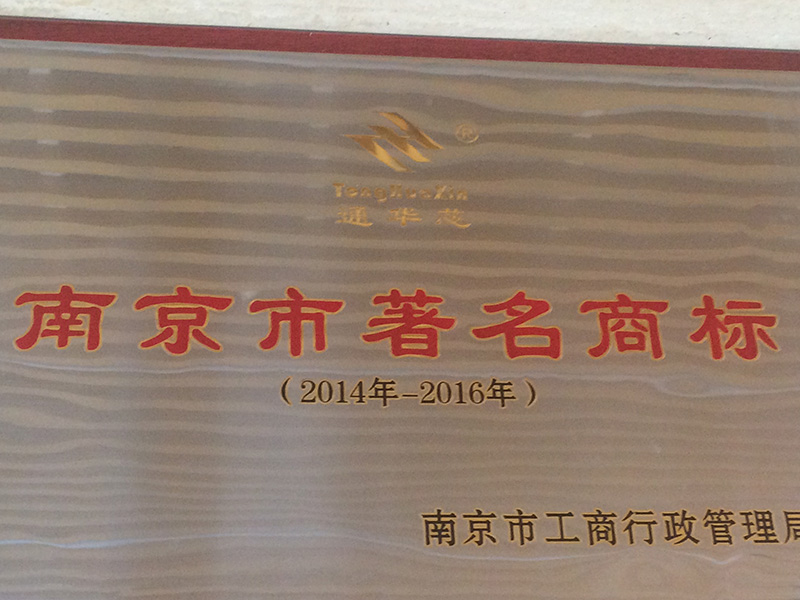 ®
TongHuaXin
通华芯
南京市著名商标
(2014年-2016年)
南京市工商行政管理局